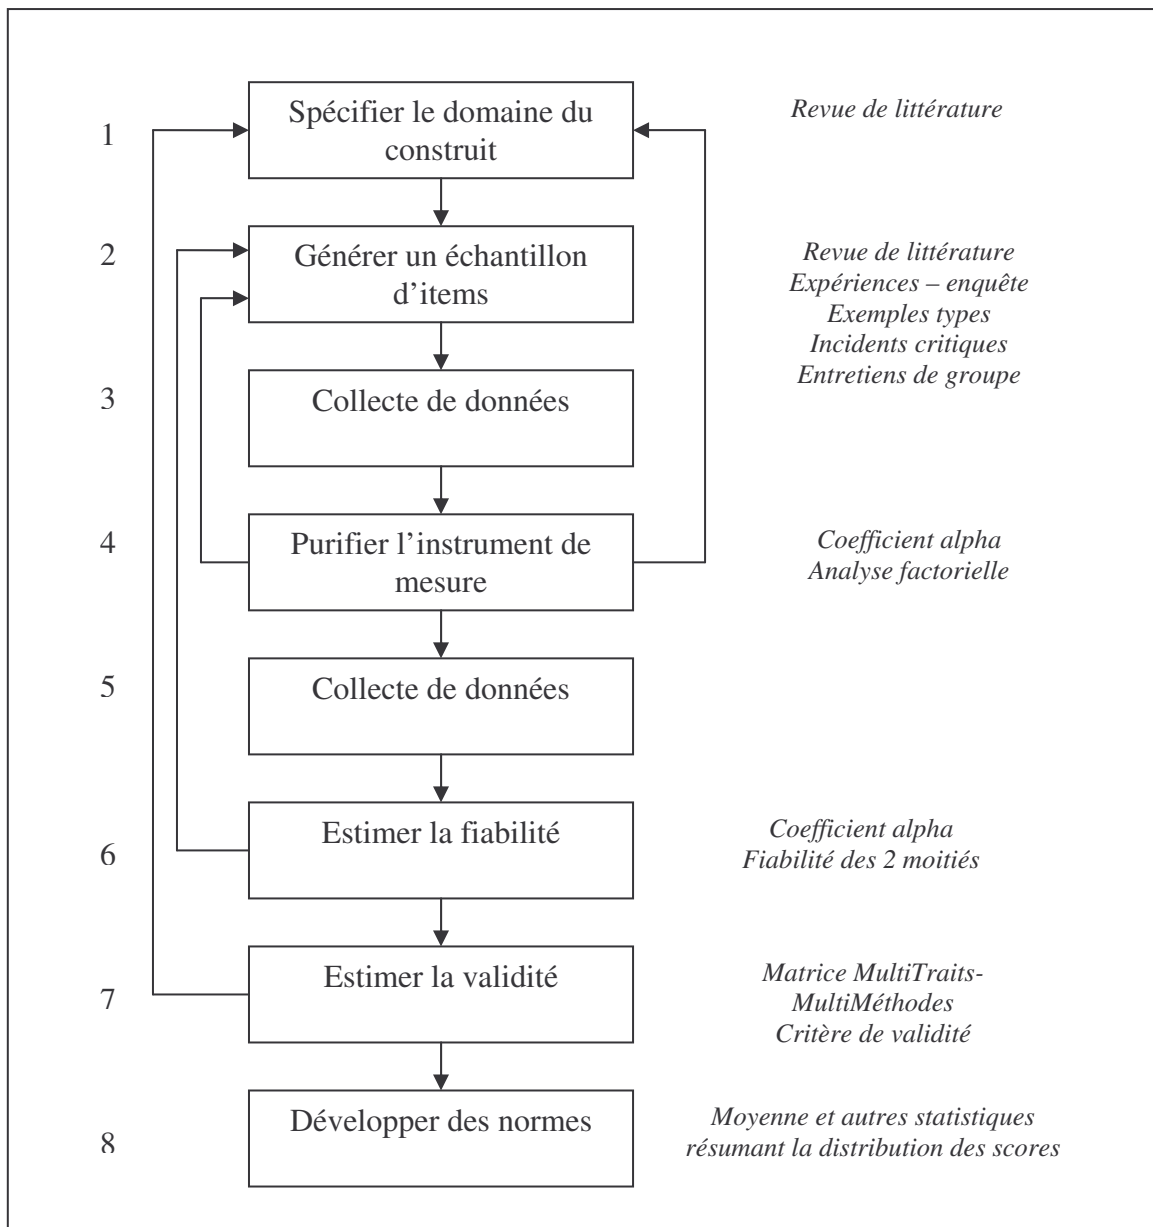 1
Spécifier le domaine du
construit
Revue de littérature
2
Générer un échantillon
d’items
Revue de littérature
Expériences – enquête
Exemples types
Incidents critiques
Entretiens de groupe
3
Collecte de données
4
Purifier l’instrument de
mesure
Coefficient alpha
Analyse factorielle
5
Collecte de données
6
Estimer la fiabilité
Coefficient alpha
Fiabilité des 2 moitiés
7
Estimer la validité
Matrice MultiTraits-
MultiMéthodes
Critère de validité
8
Développer des normes
Moyenne et autres statistiques
résumant la distribution des scores